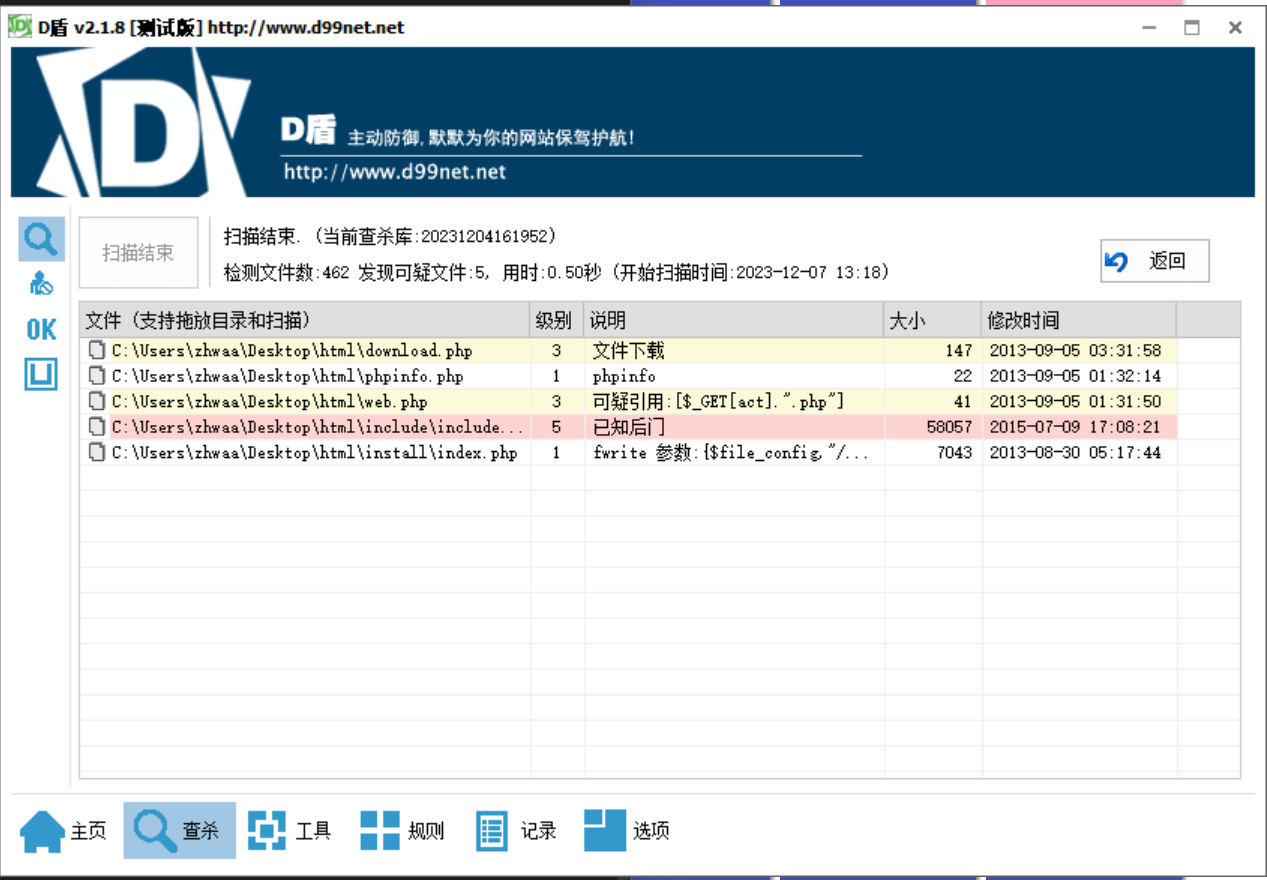 D盾 v2.1.8 [测试版] http://www.d99net.net
D盾 主动防御,默默为你的网站保驾护航!
http://www.d99net.net
扫描结束
扫描结束. (当前查杀库:20231204161952)
检测文件数:462 发现可疑文件:5, 用时:0.50秒 (开始扫描时间:2023-12-07 13:18)
返回
OK
文件 (支持拖放目录和扫描) 级别 说明 大小 修改时间
C:\Users\zhwaa\Desktop\html\download.php 3 文件下载 147 2013-09-05 03:31:58
C:\Users\zhwaa\Desktop\html\phpinfo.php 1 phpinfo 22 2013-09-05 01:32:14
C:\Users\zhwaa\Desktop\html\web.php 3 可疑引用:[$_GET[act].".php"] 41 2013-09-05 01:31:50
C:\Users\zhwaa\Desktop\html\include\include... 5 已知后门 58057 2015-07-09 17:08:21
C:\Users\zhwaa\Desktop\html\install\index.php 1 fwrite 参数:{$file_config,"/... 7043 2013-08-30 05:17:44
主页 查杀 工具 规则 记录 选项